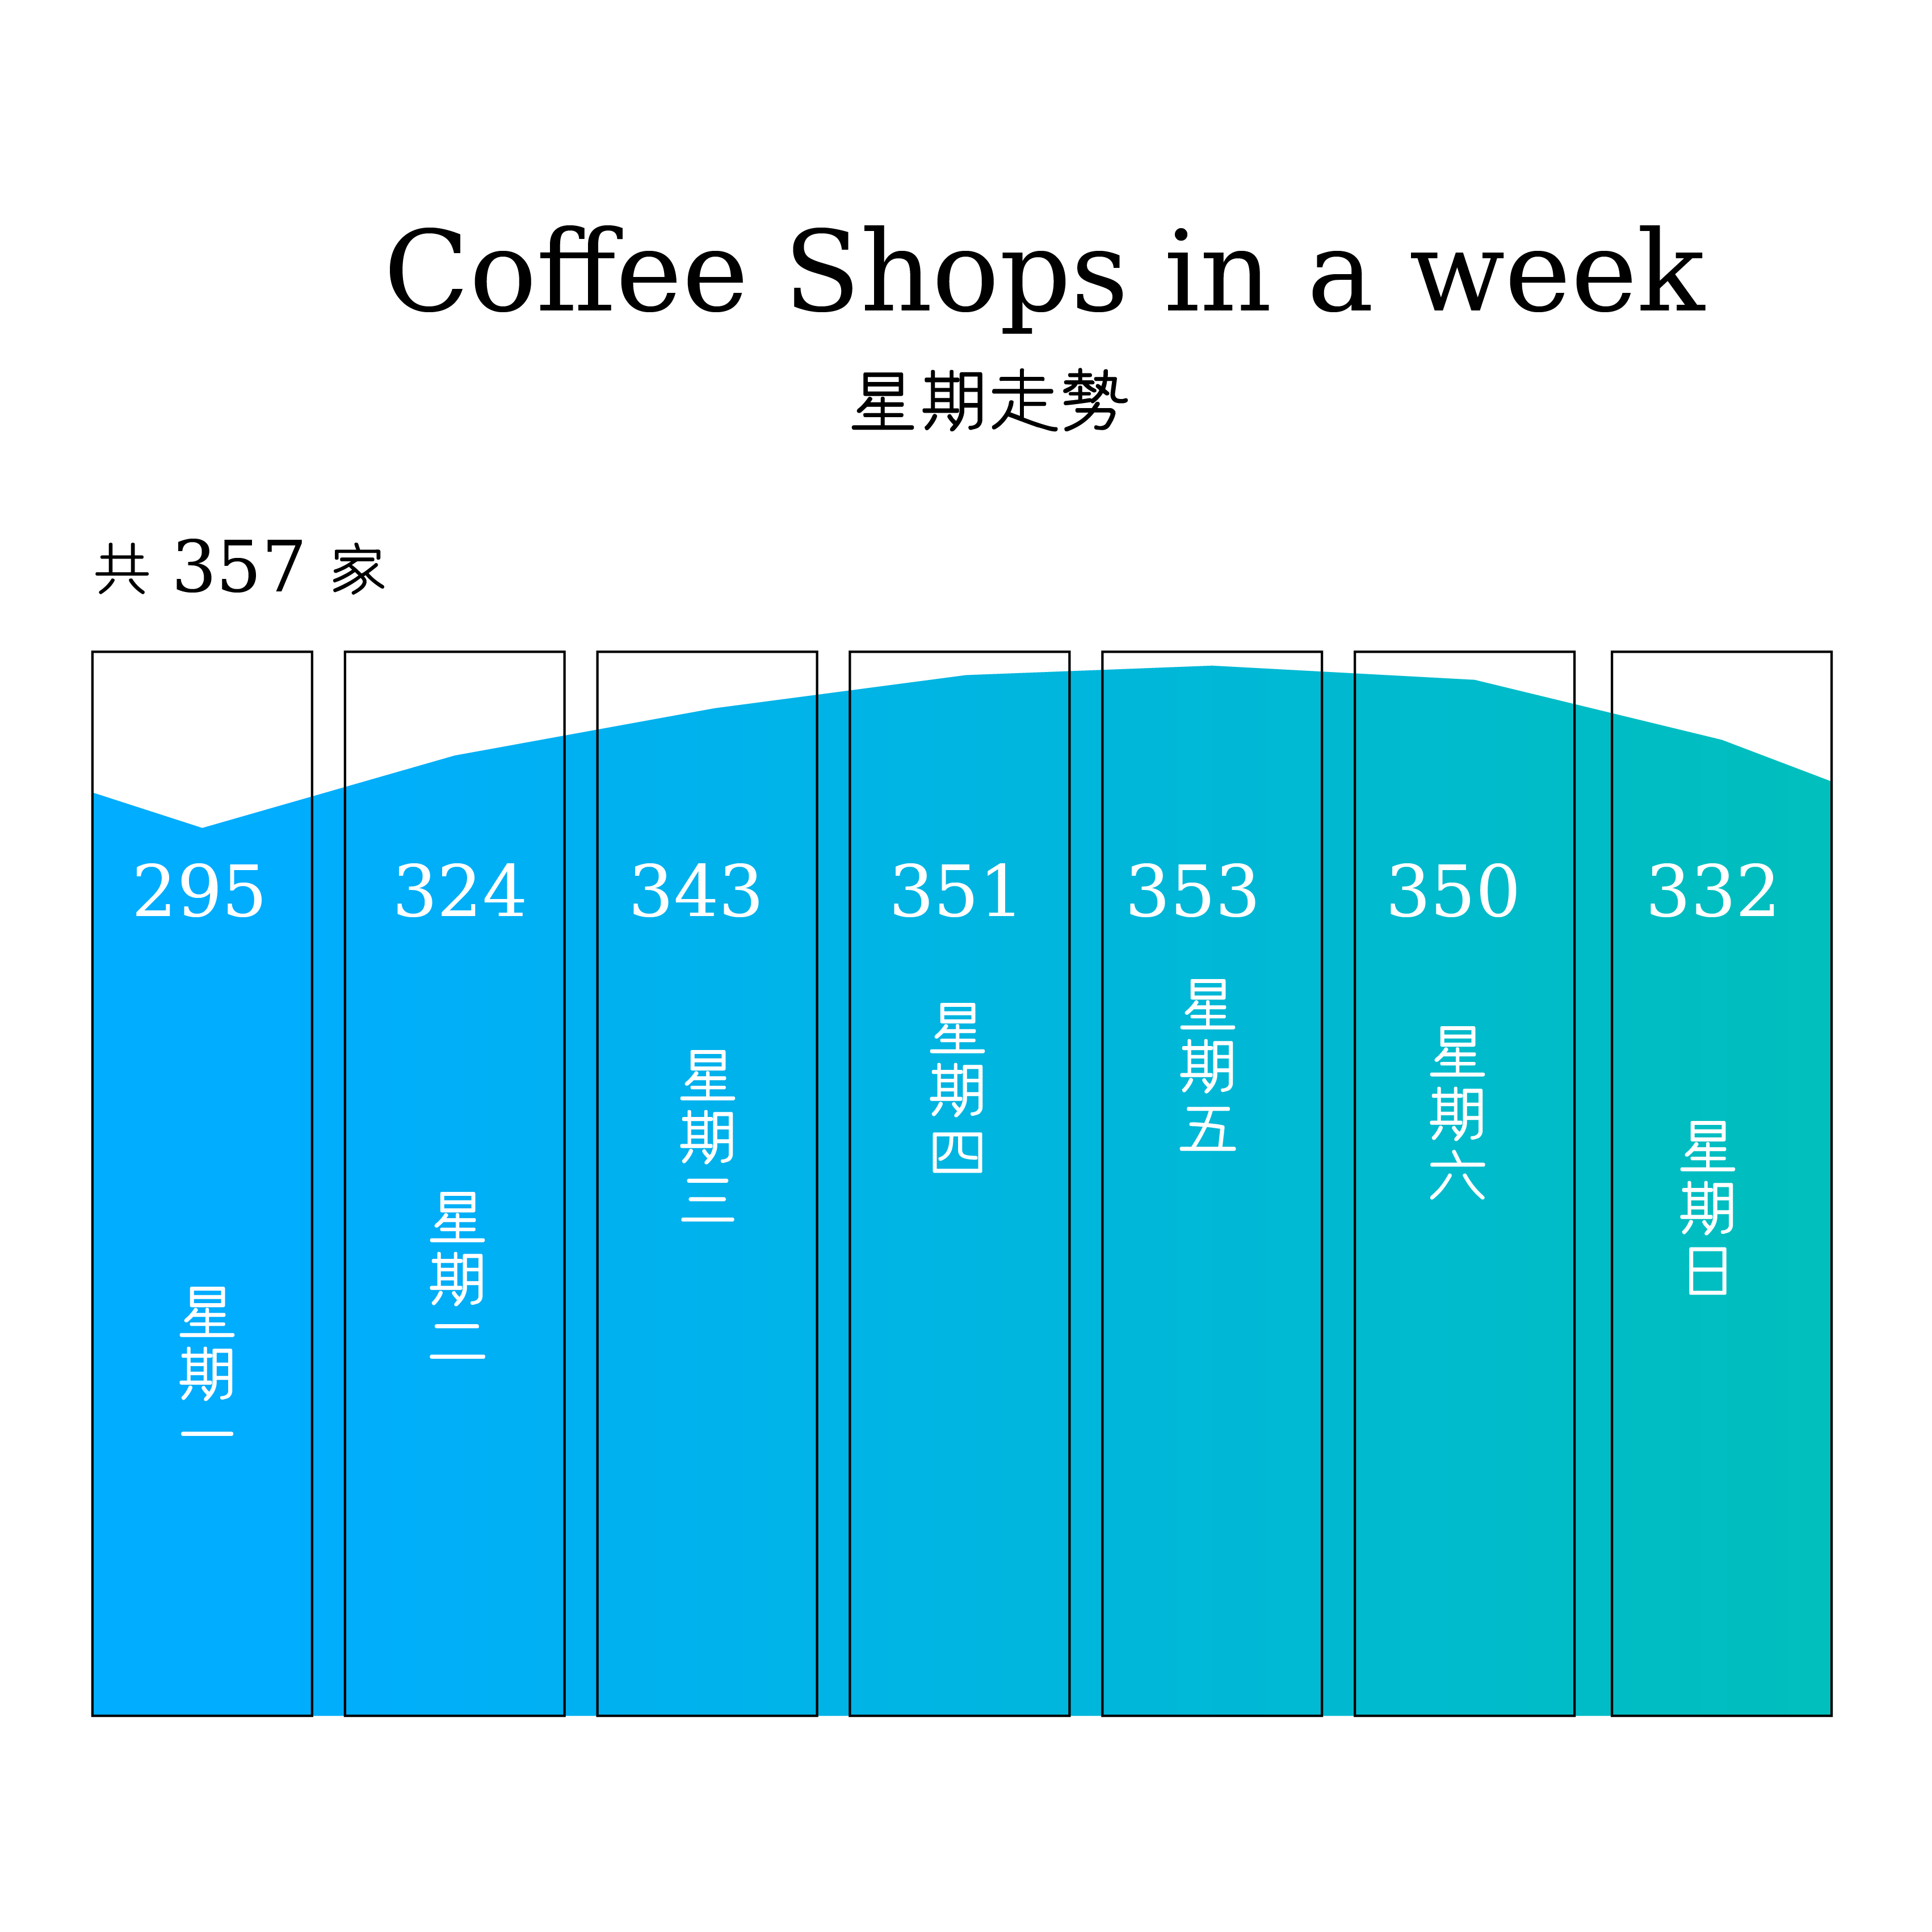 Coffee Shops in a week
星期走勢
共 357 家
295 324 343 351 353 350 332
星期一
星期二
星期三
星期四
星期五
星期六
星期日